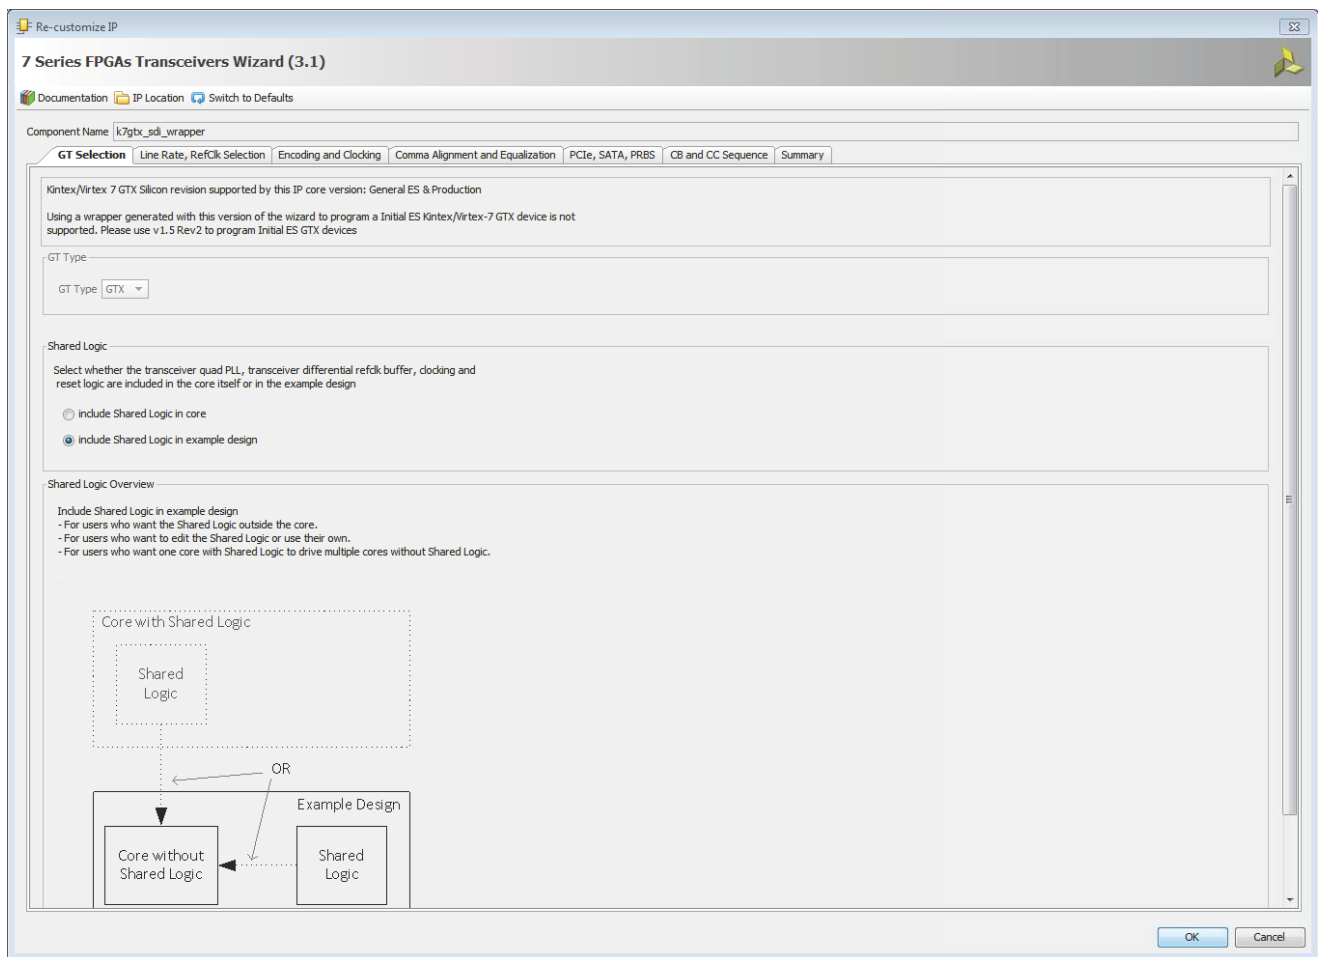 Re-customize IP
7 Series FPGAs Transceivers Wizard (3.1)
Documentation IP Location Switch to Defaults
Component Name k7gtx_sdi_wrapper
GT Selection Line Rate, RefClk Selection Encoding and Clocking Comma Alignment and Equalization PCIe, SATA, PRBS CB and CC Sequence Summary
Kintex/Virtex 7 GTX Silicon revision supported by this IP core version: General ES & Production
Using a wrapper generated with this version of the wizard to program a Initial ES Kintex/Virtex-7 GTX device is not
supported. Please use v1.5 Rev2 to program Initial ES GTX devices
GT Type
GT Type GTX
Shared Logic
Select whether the transceiver quad PLL, transceiver differential refclk buffer, clocking and
reset logic are included in the core itself or in the example design
include Shared Logic in core
include Shared Logic in example design
Shared Logic Overview
Include Shared Logic in example design
- For users who want the Shared Logic outside the core.
- For users who want to edit the Shared Logic or use their own.
- For users who want one core with Shared Logic to drive multiple cores without Shared Logic.
Core with Shared Logic
Shared
Logic
OR
Example Design
Core without
Shared Logic
Shared
Logic
OK Cancel